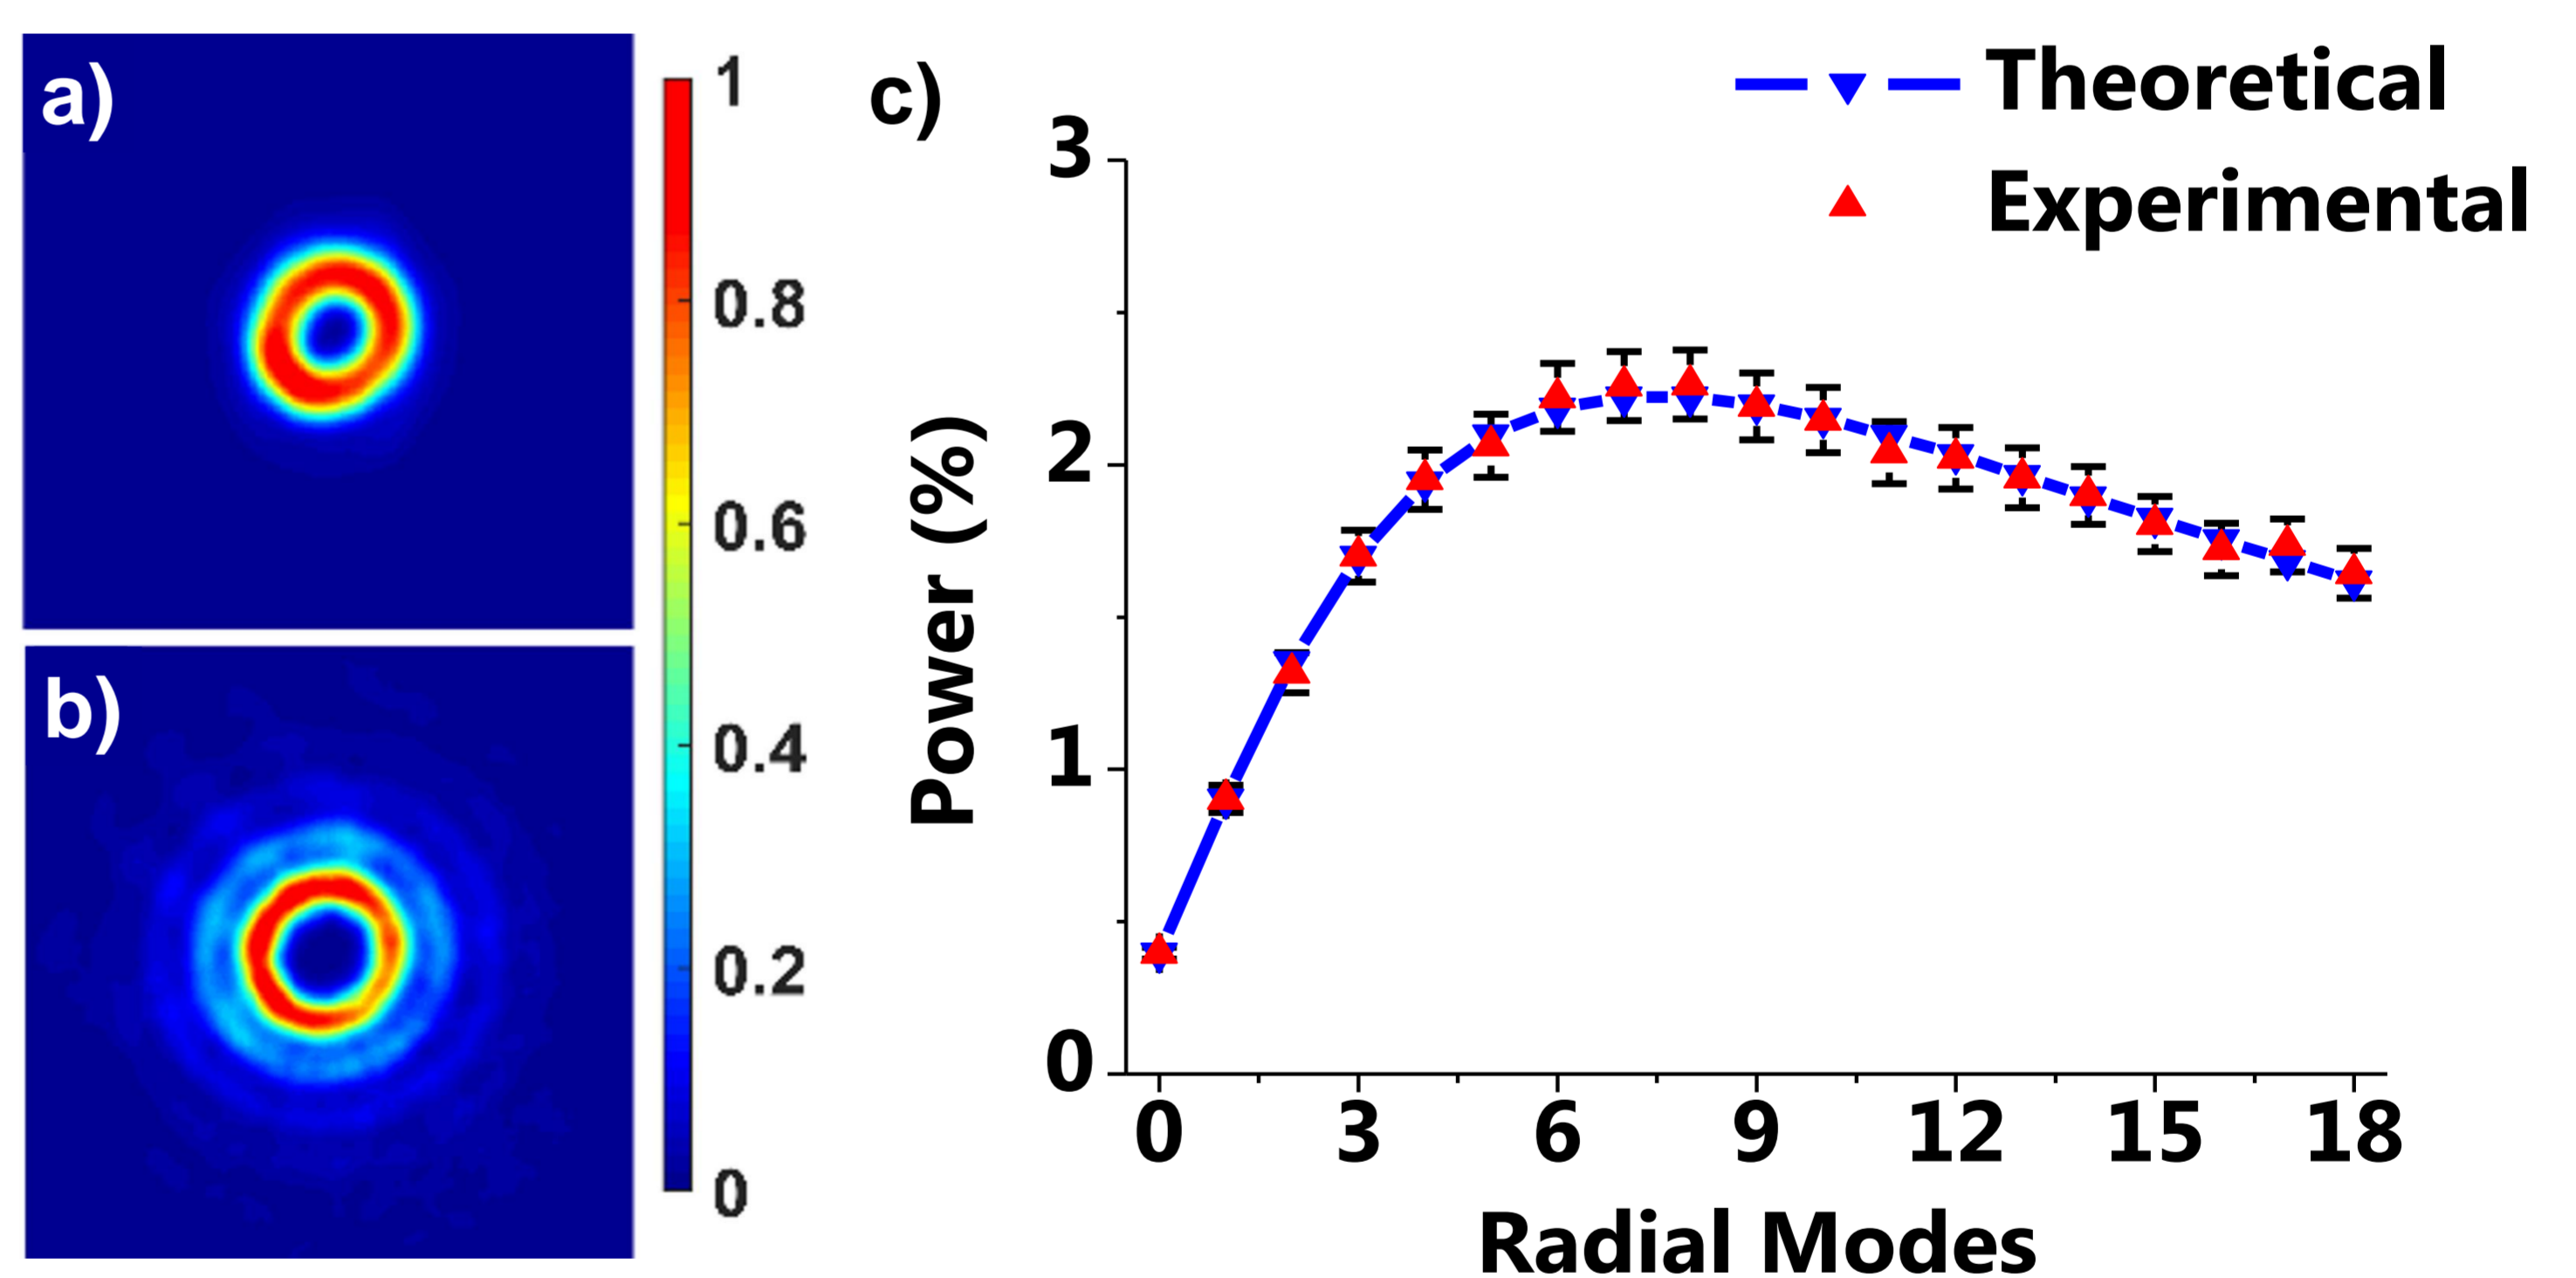 a)
b)
1
0.8
0.6
0.4
0.2
0
c)
Theoretical
Experimental
Power (%)
3
2
1
0
0 3 6 9 12 15 18
Radial Modes